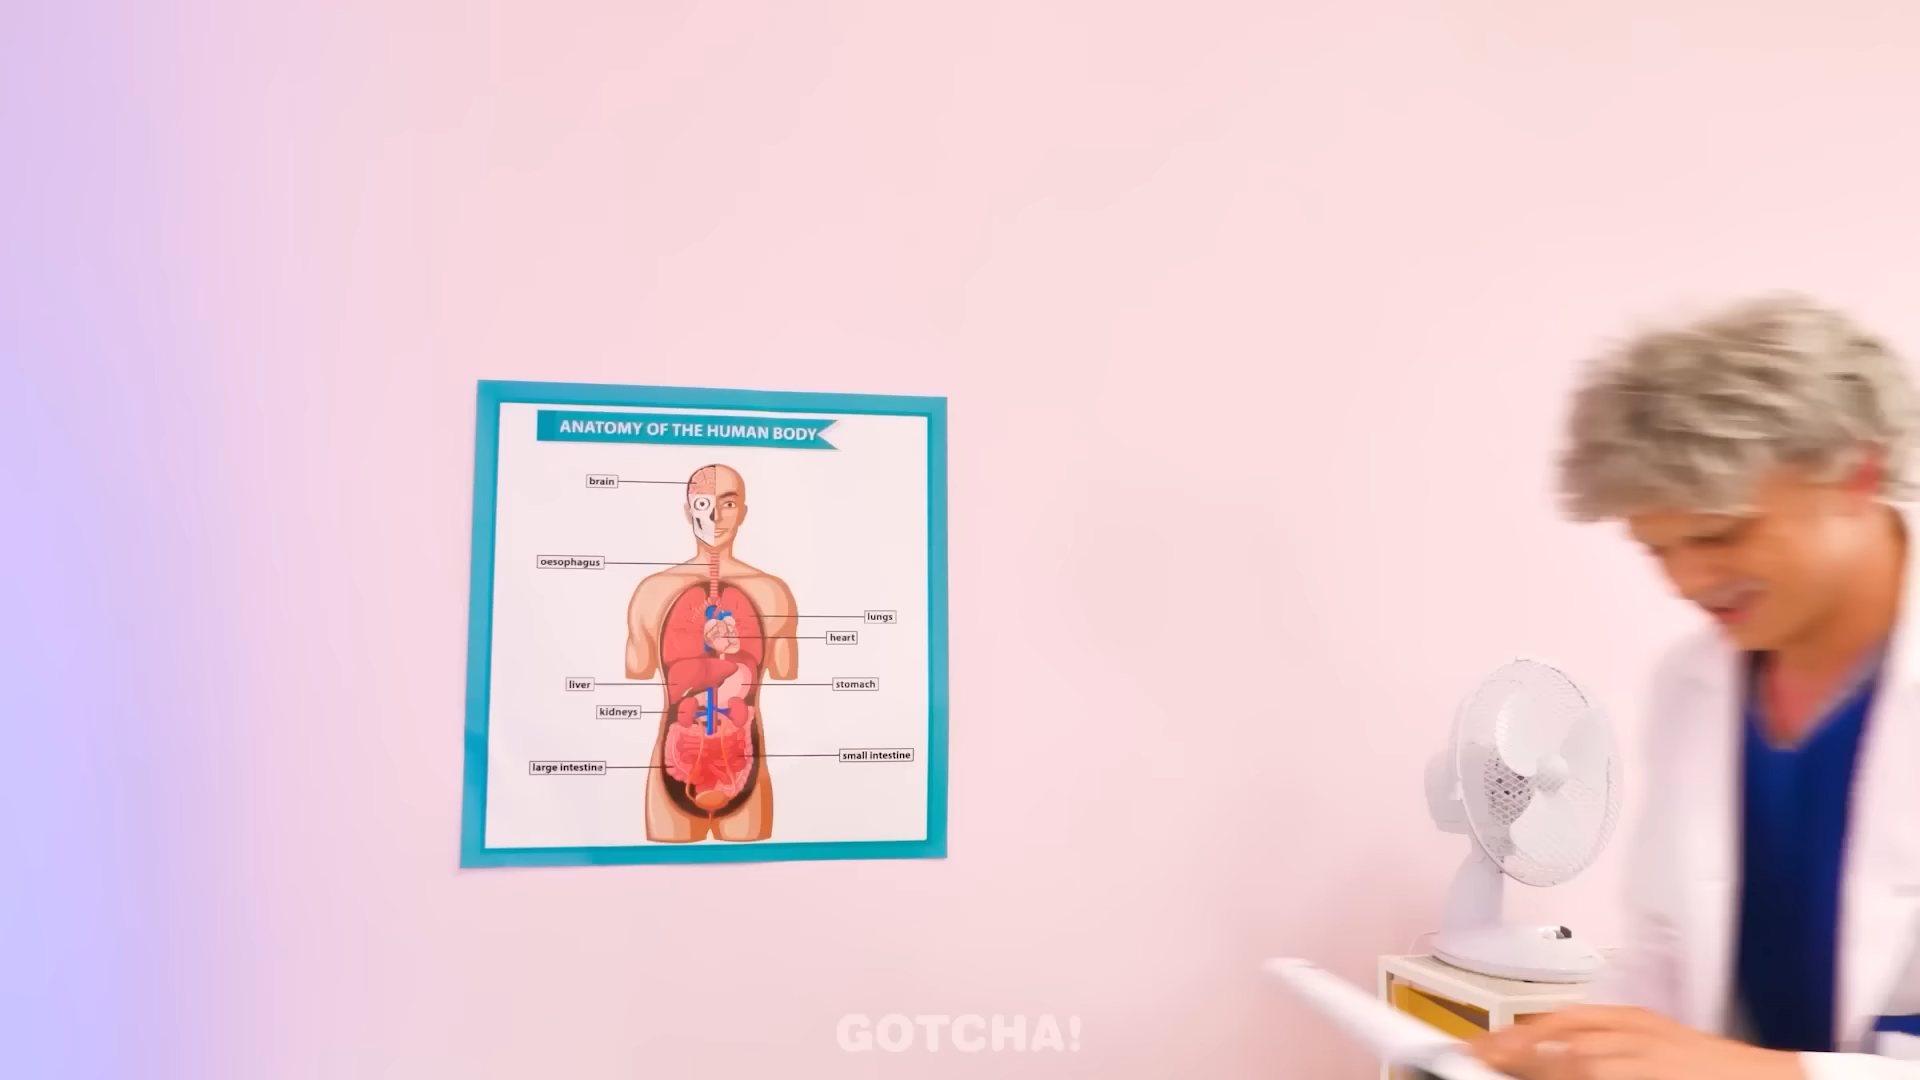 ANATOMY OF THE HUMAN BODY
brain
oesophagus
lungs
heart
liver
stomach
kidneys
small intestine
large intestine
GOTCHA!